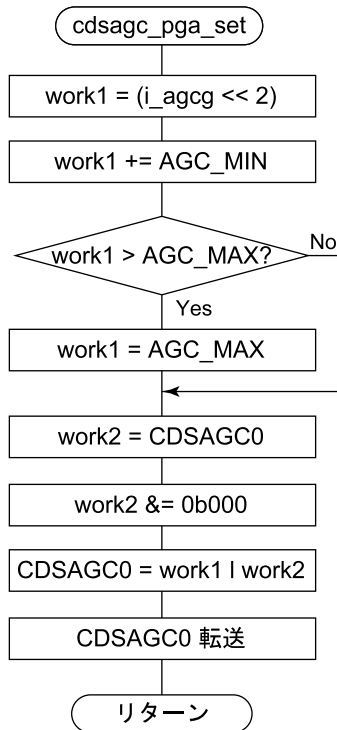 cdsagc_pga_set
work1 = (i_agcg << 2)
work1 += AGC_MIN
work1 > AGC_MAX?
No
Yes
work1 = AGC_MAX
work2 = CDSAGC0
work2 &= 0b000
CDSAGC0 = work1 l work2
CDSAGC0 転送
リターン